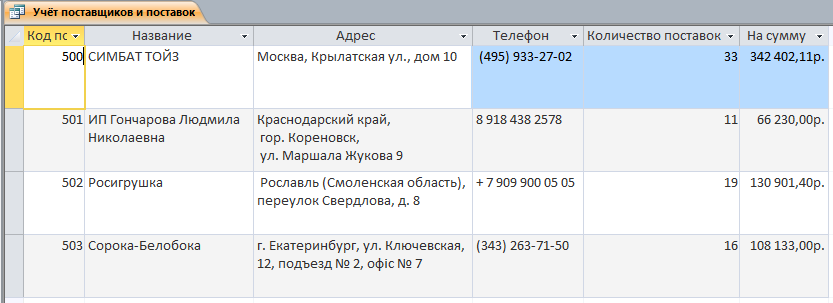 Учёт поставщиков и поставок
Код пс Название Адрес Телефон Количество поставок На сумму
500 СИМБАТ ТОЙЗ Москва, Крылатская ул., дом 10 (495) 933-27-02 33 342 402,11р.
501 ИП Гончарова Людмила Краснодарский край, 8 918 438 2578 11 66 230,00р.
Николаевна гор. Кореновск,
ул. Маршала Жукова 9
502 Росигрушка Рославль (Смоленская область), + 7 909 900 05 05 19 130 901,40р.
переулок Свердлова, д. 8
503 Сорока-Белобока г. Екатеринбург, ул. Ключевская, (343) 263-71-50 16 108 133,00р.
12, подъезд № 2, офіс № 7